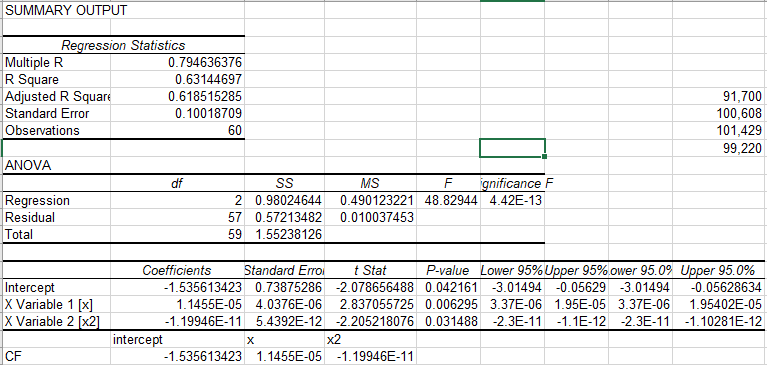 SUMMARY OUTPUT
Regression Statistics
Multiple R 0.794636376
R Square 0.63144697
Adjusted R Square 0.618515285 91,700
Standard Error 0.10018709 100,608
Observations 60 101,429
99,220
ANOVA
df SS MS F ignificance F
Regression 2 0.98024644 0.490123221 48.82944 4.42E-13
Residual 57 0.57213482 0.010037453
Total 59 1.55238126
Coefficients Standard Error t Stat P-value Lower 95% Upper 95% ower 95.0% Upper 95.0%
Intercept -1.535613423 0.73875286 -2.078656488 0.042161 -3.01494 -0.05629 -3.01494 -0.05628634
X Variable 1 [x] 1.1455E-05 4.0376E-06 2.837055725 0.006295 3.37E-06 1.95E-05 3.37E-06 1.95402E-05
X Variable 2 [x2] -1.19946E-11 5.4392E-12 -2.205218076 0.031488 -2.3E-11 -1.1E-12 -2.3E-11 -1.10281E-12
intercept x x2
CF -1.535613423 1.1455E-05 -1.19946E-11